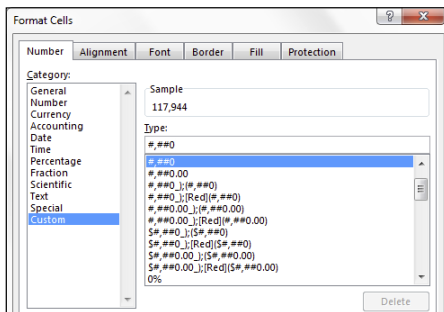 Format Cells
?
x
Number Alignment Font Border Fill Protection
Category:
General
Number
Currency
Accounting
Date
Time
Percentage
Fraction
Scientific
Text
Special
Custom
Sample
117,944
Type:
#,##0
#,##0
#,##0.00
#,##0_);(#,##0)
#,##0_);[Red](#,##0)
#,##0.00_);(#,##0.00)
#,##0.00_);[Red](#,##0.00)
$#,##0_);($#,##0)
$#,##0_);[Red]($#,##0)
$#,##0.00_);($#,##0.00)
$#,##0.00_);[Red]($#,##0.00)
0%
Delete